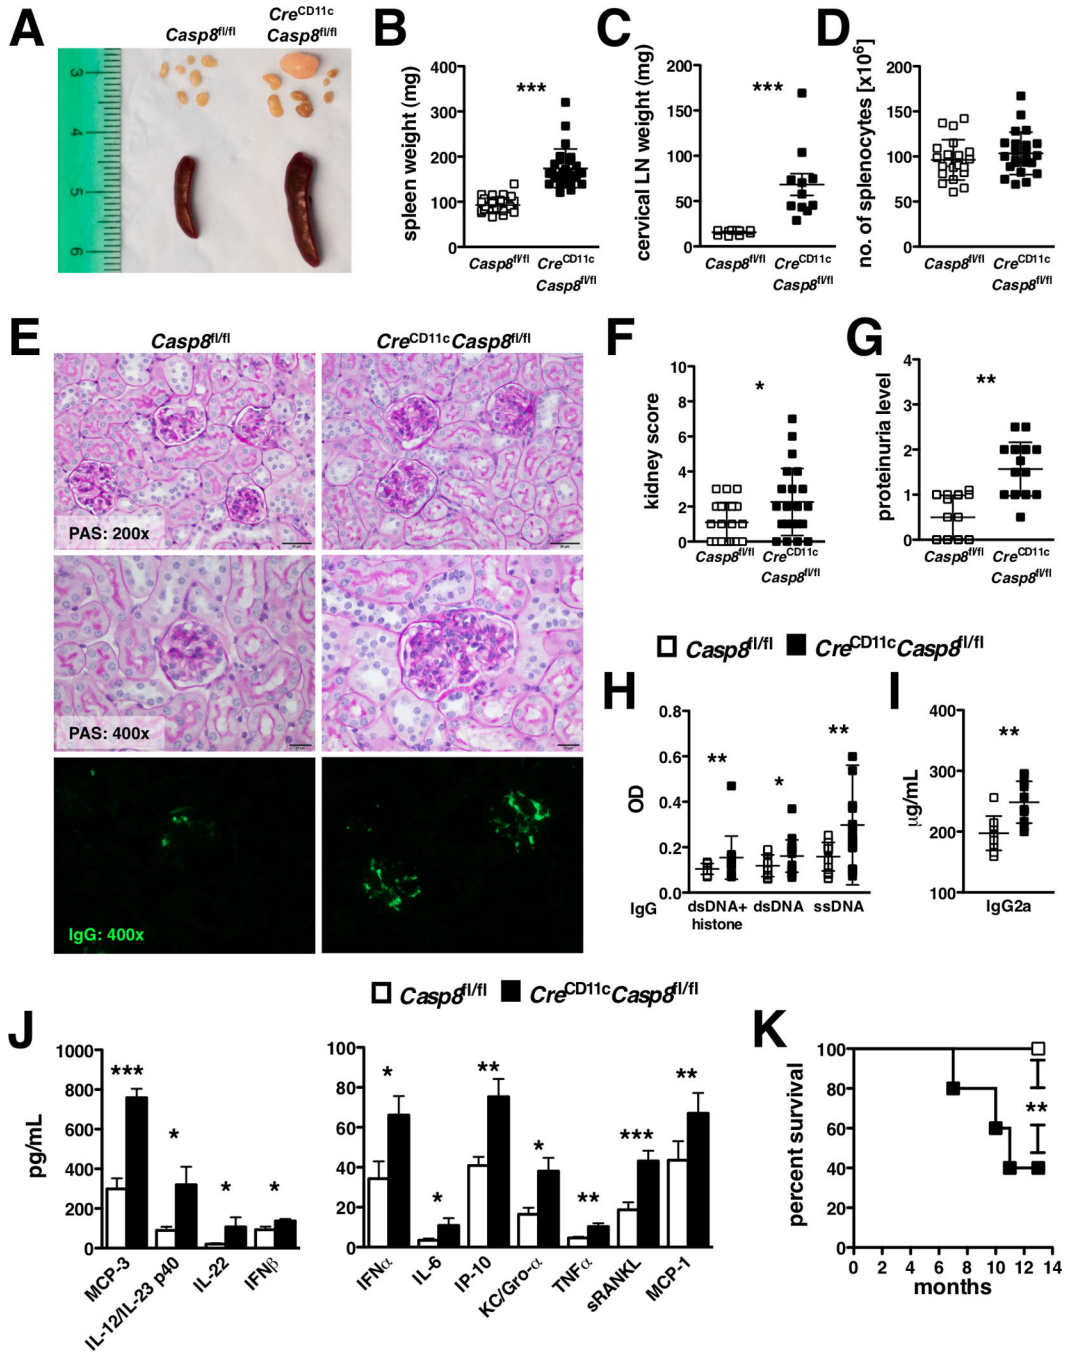 A
Casp8fl/fl
CreCD11c
Casp8fl/fl
3
4
5
6
B
spleen weight (mg)
400
300
200
100
0
***
Casp8fl/fl
CreCD11c
Casp8fl/fl
C
cervical LN weight (mg)
200
150
100
50
0
***
Casp8fl/fl
CreCD11c
Casp8fl/fl
D
no. of splenocytes [x10⁶]
200
150
100
50
0
Casp8fl/fl
CreCD11c
Casp8fl/fl
E
Casp8fl/fl
CreCD11cCasp8fl/fl
PAS: 200x
PAS: 400x
IgG: 400x
F
kidney score
10
8
6
4
2
0
*
Casp8fl/fl
CreCD11c
Casp8fl/fl
G
proteinuria level
4
3
2
1
0
**
Casp8fl/fl
CreCD11c
Casp8fl/fl
Casp8fl/fl
CreCD11cCasp8fl/fl
H
OD
0.8
0.6
0.4
0.2
0.0
**
*
**
IgG
dsDNA+
histone
dsDNA
ssDNA
I
µg/mL
400
300
200
100
**
IgG2a
Casp8fl/fl
CreCD11cCasp8fl/fl
J
pg/mL
1000
800
600
400
200
0
***
*
*
*
MCP-3
IL-12/IL-23 p40
IL-22
IFNβ
100
80
60
40
20
0
*
*
**
*
**
***
**
IFNα
IL-6
IP-10
KC/Gro-α
TNFα
sRANKL
MCP-1
K
percent survival
100
80
60
40
20
0
**
0 2 4 6 8 10 12 14
months